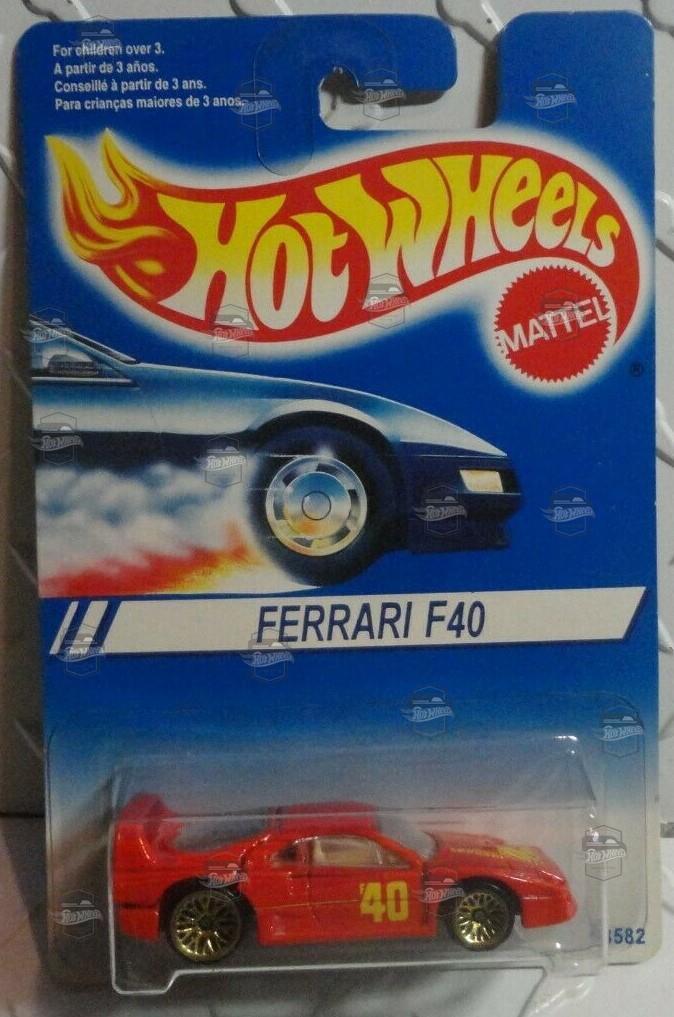 For children over 3.
A partir de 3 años.
Conseillé à partir de 3 ans.
Para crianças maiores de 3 anos.
HOT WHEELS
MATTEL
®
FERRARI F40
F40
3582